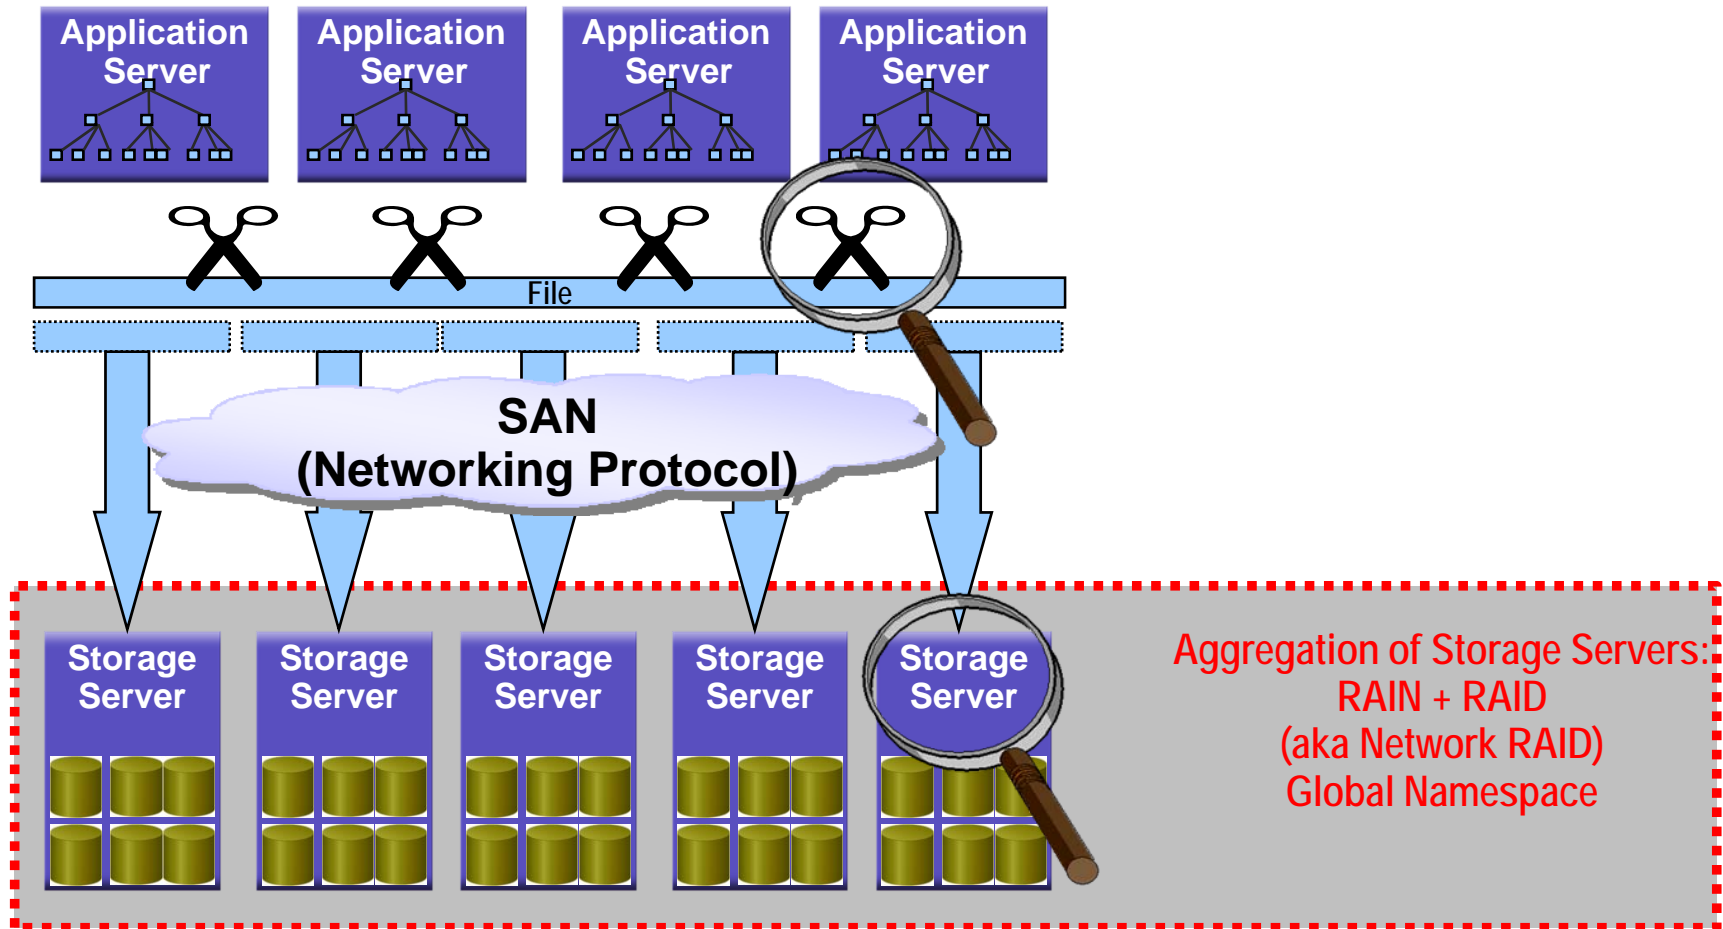 Application
Server
Application
Server
Application
Server
Application
Server
File
SAN
(Networking Protocol)
Storage
Server
Storage
Server
Storage
Server
Storage
Server
Storage
Server
Aggregation of Storage Servers:
RAIN + RAID
(aka Network RAID)
Global Namespace